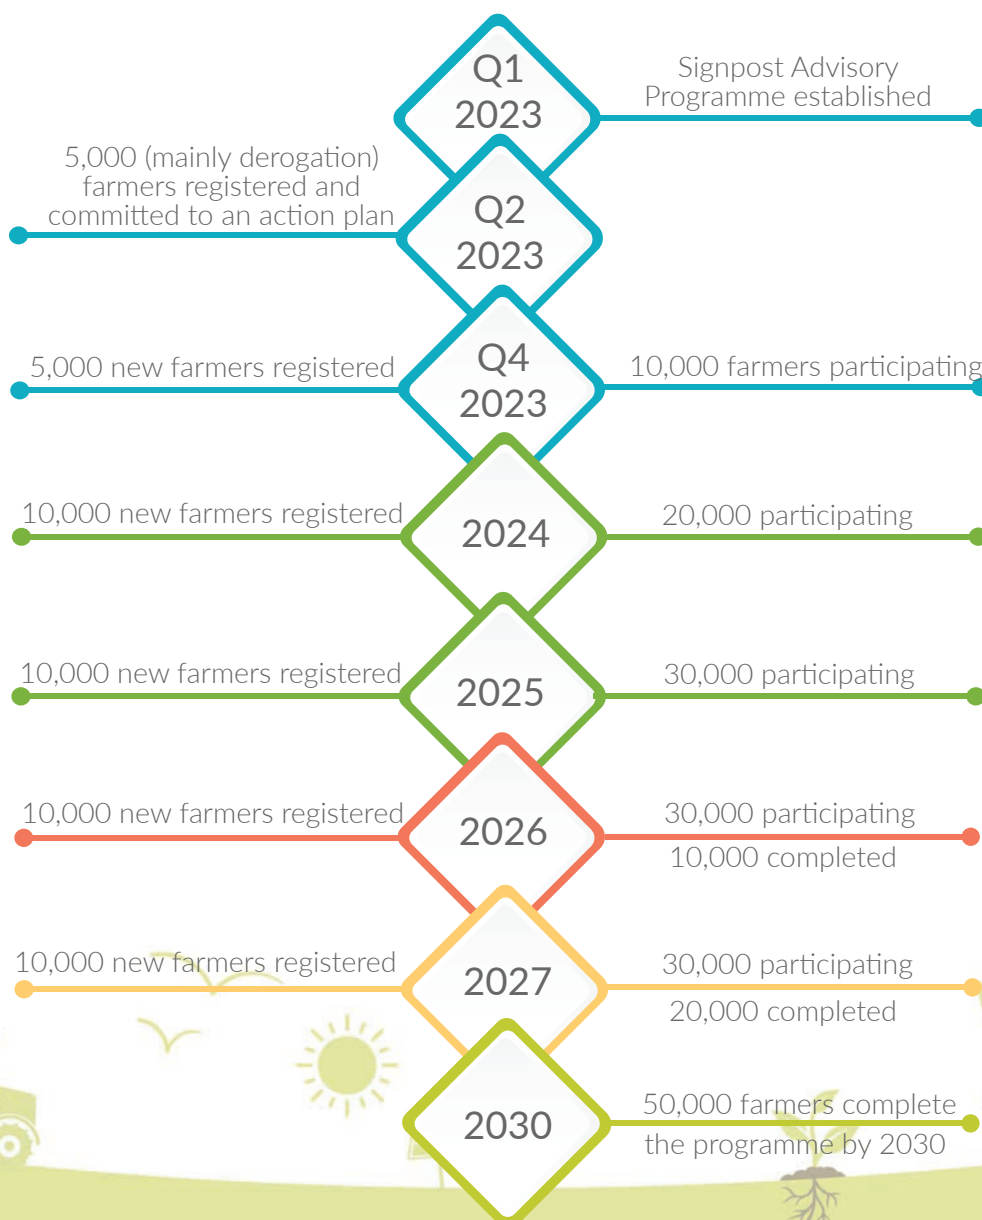 Q1
2023
Signpost Advisory
Programme established
5,000 (mainly derogation)
farmers registered and
committed to an action plan
Q2
2023
5,000 new farmers registered
Q4
2023
10,000 farmers participating
10,000 new farmers registered
2024
20,000 participating
10,000 new farmers registered
2025
30,000 participating
10,000 new farmers registered
2026
30,000 participating
10,000 completed
10,000 new farmers registered
2027
30,000 participating
20,000 completed
2030
50,000 farmers complete
the programme by 2030